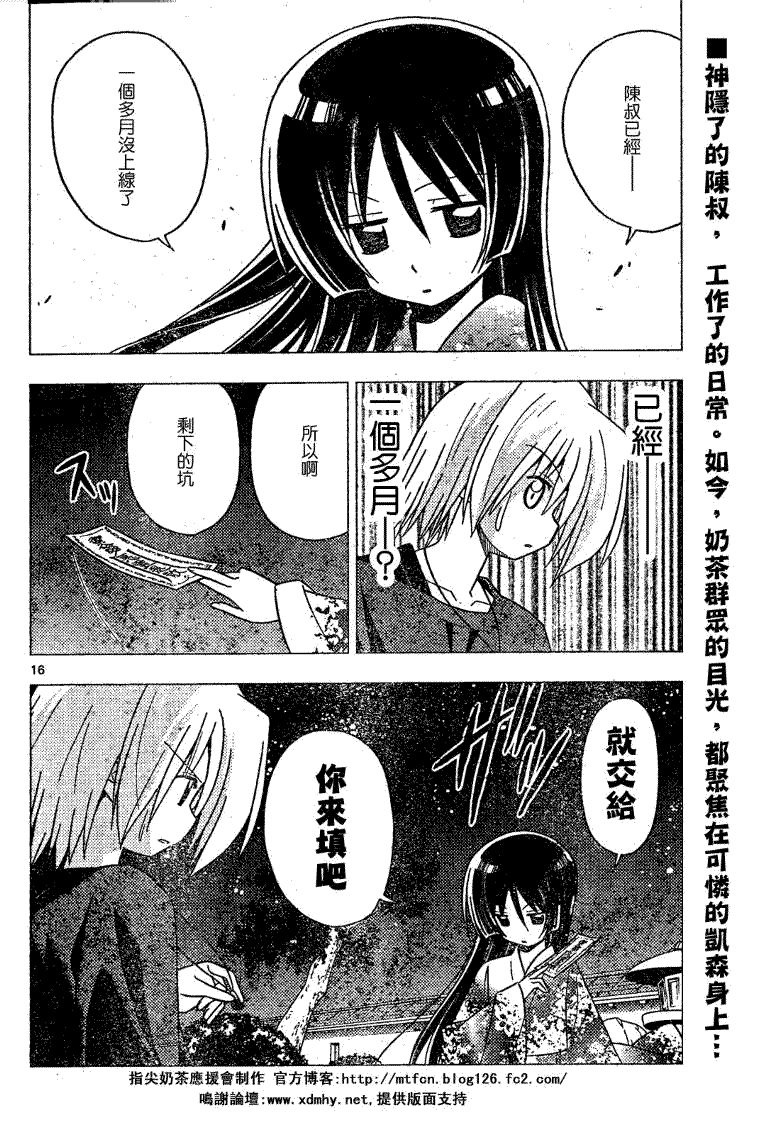 ■神隱了的陳叔，工作了的日常。如今，奶茶群眾的目光，都聚焦在可憐的凱森身上…
陳叔已經──
一個多月沒上線了
已經──
一個多月─？
所以啊
剩下的坑
スッ
16
就交給
你來填吧
指尖奶茶應援會制作 官方博客:http://mtfcn.blog126.fc2.com/
鳴謝論壇:www.xdmhy.net,提供版面支持